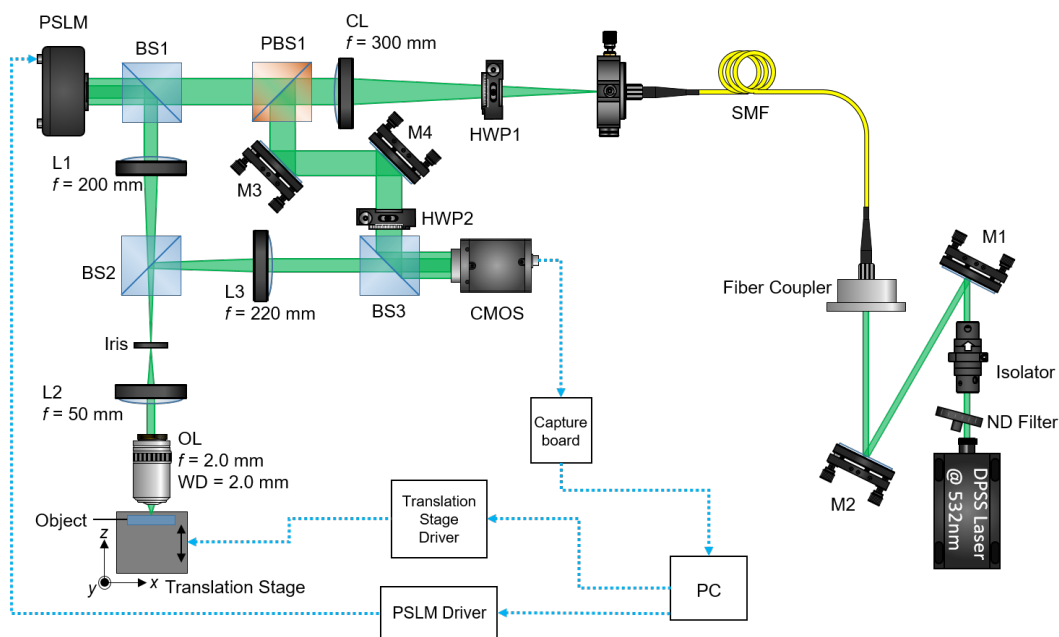 PSLM
BS1
PBS1
CL
f = 300 mm
HWP1
SMF
M4
M3
L1
f = 200 mm
HWP2
BS2
L3
f = 220 mm
BS3
CMOS
M1
Fiber Coupler
Isolator
ND Filter
M2
DPSS Laser
@ 532nm
Iris
L2
f = 50 mm
OL
f = 2.0 mm
WD = 2.0 mm
Capture
board
Object
z
y
x
Translation Stage
Translation
Stage
Driver
PC
PSLM Driver